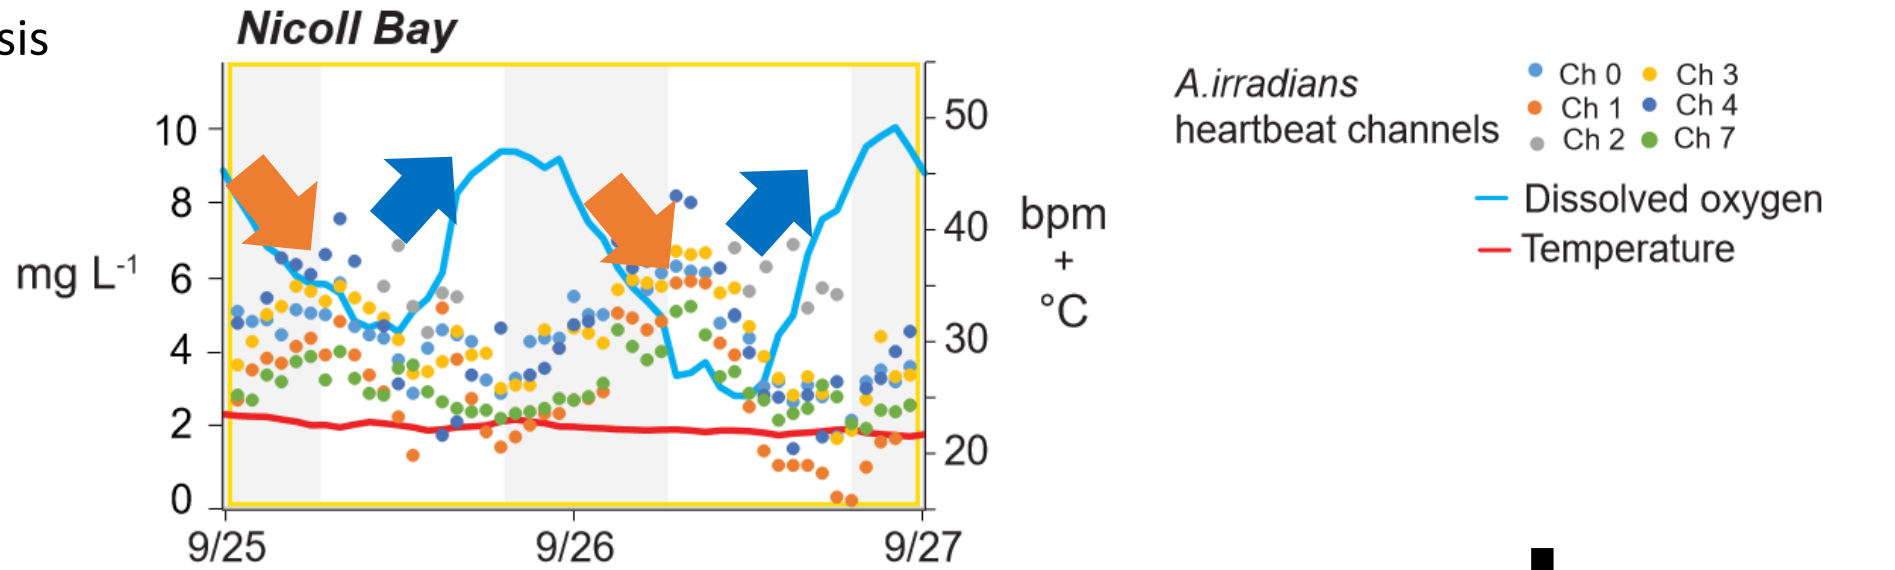 sis
Nicoll Bay
10
8
6
4
2
0
mg L-1
50
40
30
20
bpm
+
°C
9/25
9/26
9/27
A.irradians
heartbeat channels
Ch 0
Ch 3
Ch 1
Ch 4
Ch 2
Ch 7
Dissolved oxygen
Temperature